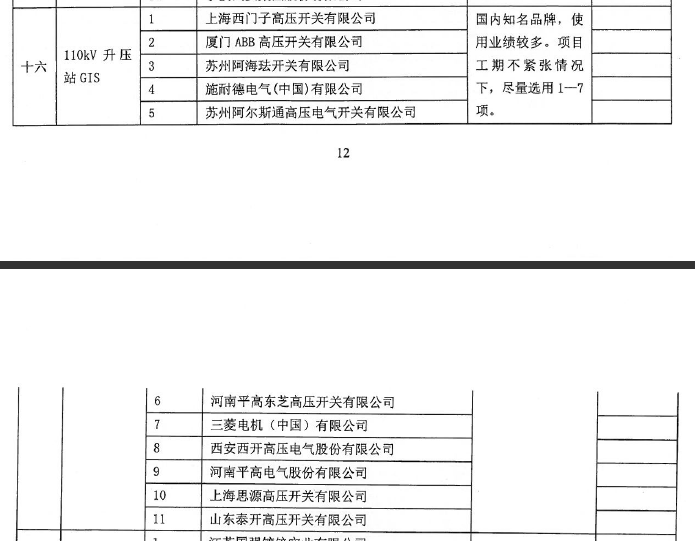 十六
110kV 升压
站 GIS
1
上海西门子高压开关有限公司
2
厦门 ABB 高压开关有限公司
3
苏州阿海珐开关有限公司
4
施耐德电气(中国)有限公司
5
苏州阿尔斯通高压电气开关有限公司
国内知名品牌，使
用业绩较多。项目
工期不紧张情况
下，尽量选用 1—7
项。
12
6
河南平高东芝高压开关有限公司
7
三菱电机（中国）有限公司
8
西安西开高压电气股份有限公司
9
河南平高电气股份有限公司
10
上海思源高压开关有限公司
11
山东泰开高压开关有限公司